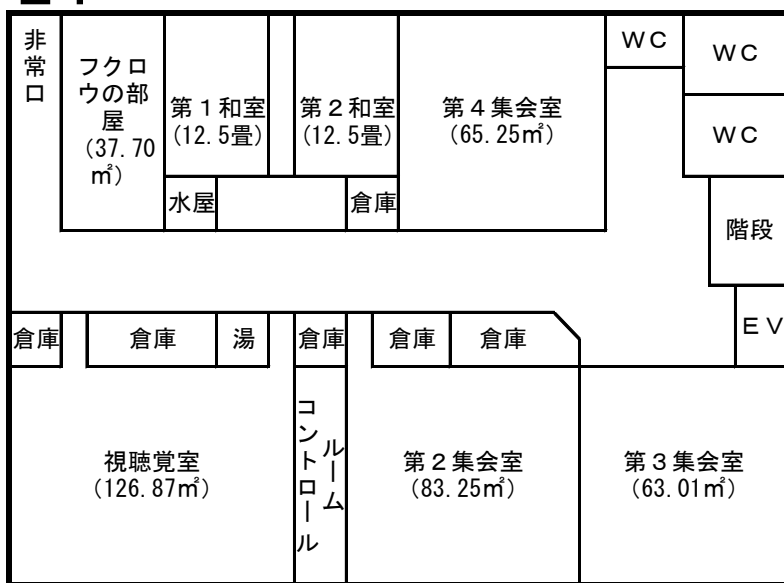 非常口
フクロ
ウの部
屋
(37.70
㎡)
第1和室
(12.5畳)
第2和室
(12.5畳)
第4集会室
(65.25㎡)
WC
WC
WC
水屋
倉庫
階段
EV
倉庫
倉庫
湯
倉庫
倉庫
倉庫
視聴覚室
(126.87㎡)
コントロール
ルーム
第2集会室
(83.25㎡)
第3集会室
(63.01㎡)